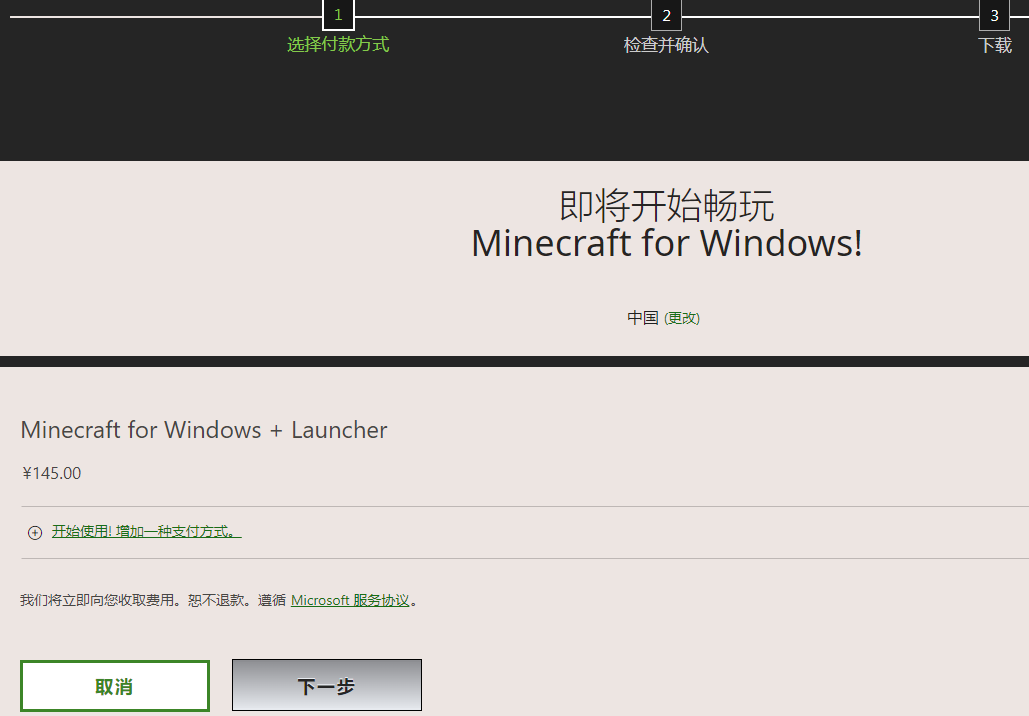 1
2
3
选择付款方式
检查并确认
下载
即将开始畅玩
Minecraft for Windows!
中国 (更改)
Minecraft for Windows + Launcher
¥145.00
开始使用! 增加一种支付方式。
我们将立即向您收取费用。恕不退款。遵循 Microsoft 服务协议。
取消
下一步